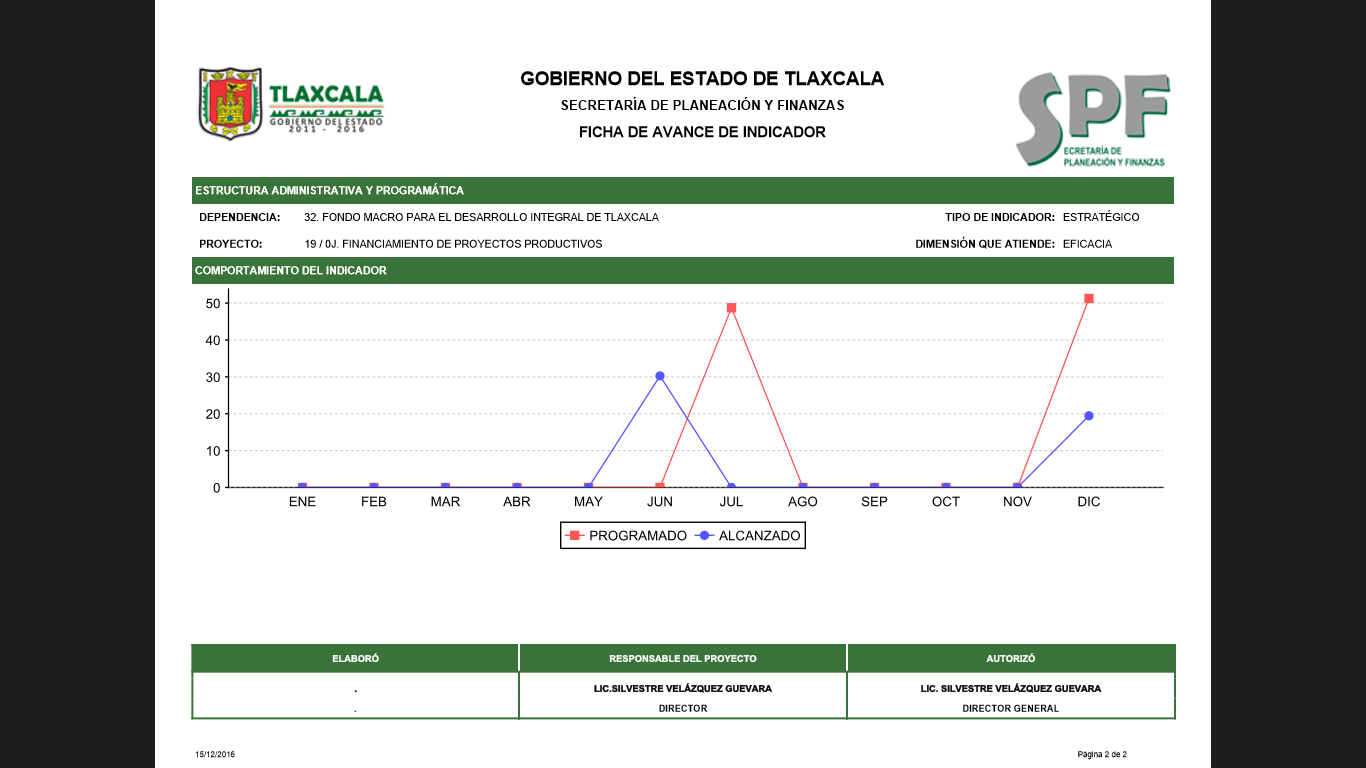 TLAXCALA
GOBIERNO DEL ESTADO
2011 - 2016
GOBIERNO DEL ESTADO DE TLAXCALA
SECRETARÍA DE PLANEACIÓN Y FINANZAS
FICHA DE AVANCE DE INDICADOR
SPF
ECRETARÍA DE
PLANEACIÓN Y FINANZAS
ESTRUCTURA ADMINISTRATIVA Y PROGRAMÁTICA
DEPENDENCIA: 32. FONDO MACRO PARA EL DESARROLLO INTEGRAL DE TLAXCALA TIPO DE INDICADOR: ESTRATÉGICO
PROYECTO: 19 / 0J. FINANCIAMIENTO DE PROYECTOS PRODUCTIVOS DIMENSIÓN QUE ATIENDE: EFICACIA
COMPORTAMIENTO DEL INDICADOR
50
40
30
20
10
0
ENE FEB MAR ABR MAY JUN JUL AGO SEP OCT NOV DIC
PROGRAMADO ALCANZADO
ELABORÓ RESPONSABLE DEL PROYECTO AUTORIZÓ
. LIC.SILVESTRE VELÁZQUEZ GUEVARA LIC. SILVESTRE VELÁZQUEZ GUEVARA
. DIRECTOR DIRECTOR GENERAL
15/12/2016 Página 2 de 2